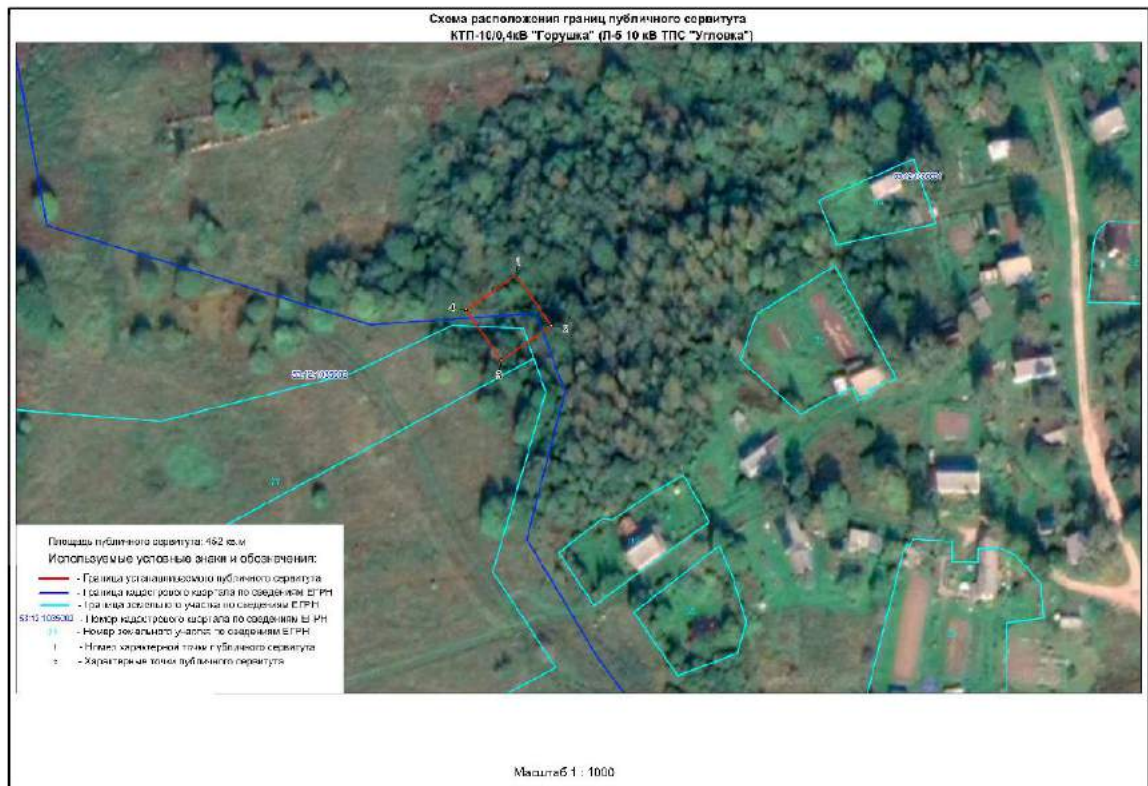 Схема расположения границ публичного сервитута
КТП-10/0,4кВ "Горушка" (Л-5 10 кВ ТПС "Угловка")
1
4
2
3
Площадь публичного сервитута: 452 кв.м
Используемые условные знаки и обозначения:
- Граница устанавливаемого публичного сервитута
- Граница кадастрового квартала по сведениям ЕГРН
- Граница земельного участка по сведениям ЕГРН
- Номер кадастрового квартала по сведениям ЕГРН
- Номер земельного участка по сведениям ЕГРН
1 - Номер характерной точки публичного сервитута
- Характерные точки публичного сервитута
Масштаб 1 : 1000